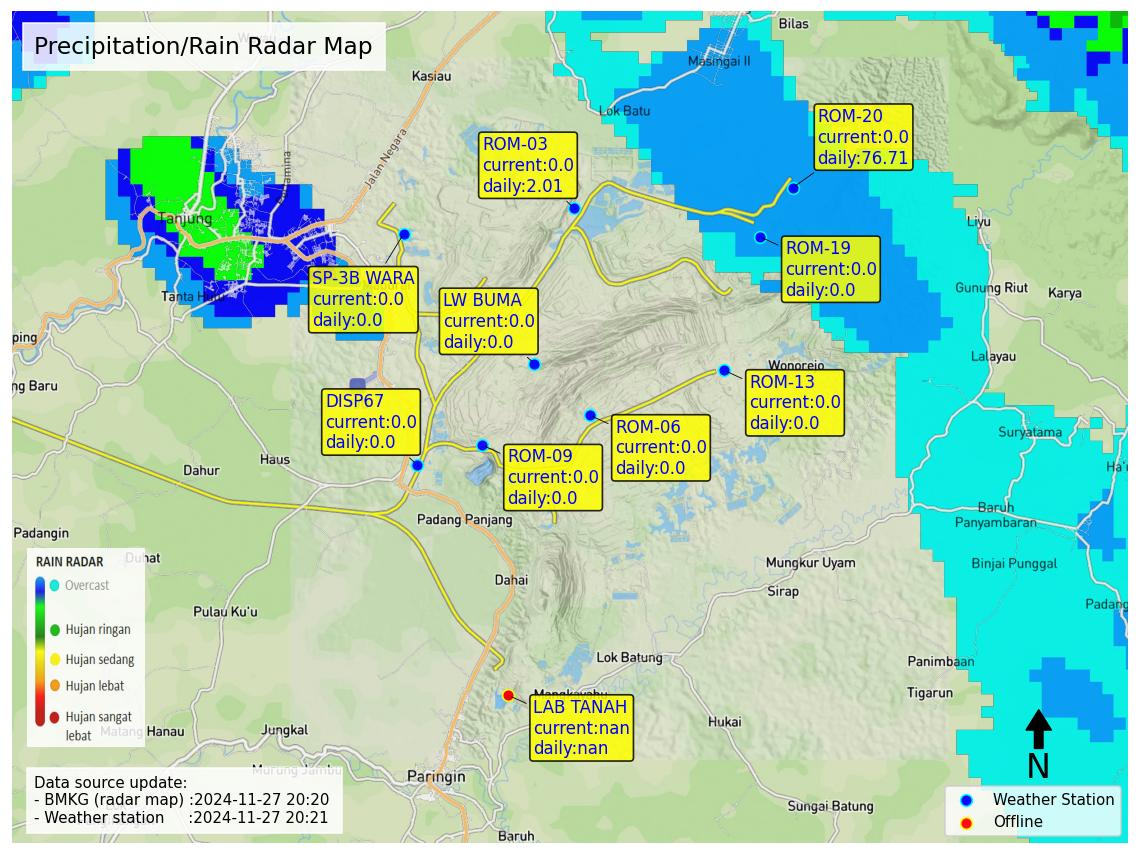 Precipitation/Rain Radar Map
Bilas
Masingai II
Kasiau
Lok Batu
Jalan Negara
ROM-20
current:0.0
daily:76.71
ROM-03
current:0.0
daily:2.01
Tanjung
Liyu
ROM-19
current:0.0
daily:0.0
SP-3B WARA
current:0.0
daily:0.0
LW BUMA
current:0.0
daily:0.0
Tanta
Gunung Riut
Karya
ping
Lalayau
Wonorejo
ng Baru
ROM-13
current:0.0
daily:0.0
DISP67
current:0.0
daily:0.0
ROM-06
current:0.0
daily:0.0
Suryatama
ROM-09
current:0.0
daily:0.0
Haus
Dahur
Ha'
Baruh
Panyambaran
Padang Panjang
Padangin
Duhat
Mungkur Uyam
Binjai Punggal
Dahai
Sirap
Padang
Pulau Ku'u
RAIN RADAR
Overcast
Hujan ringan
Hujan sedang
Hujan lebat
Hujan sangat
lebat
Lok Batung
Panimbaan
Tigarun
LAB TANAH
current:nan
daily:nan
Hukai
Matang Hanau
Jungkal
Murung Jambu
Paringin
N
Data source update:
- BMKG (radar map) :2024-11-27 20:20
- Weather station :2024-11-27 20:21
Sungai Batung
Baruh
Weather Station
Offline